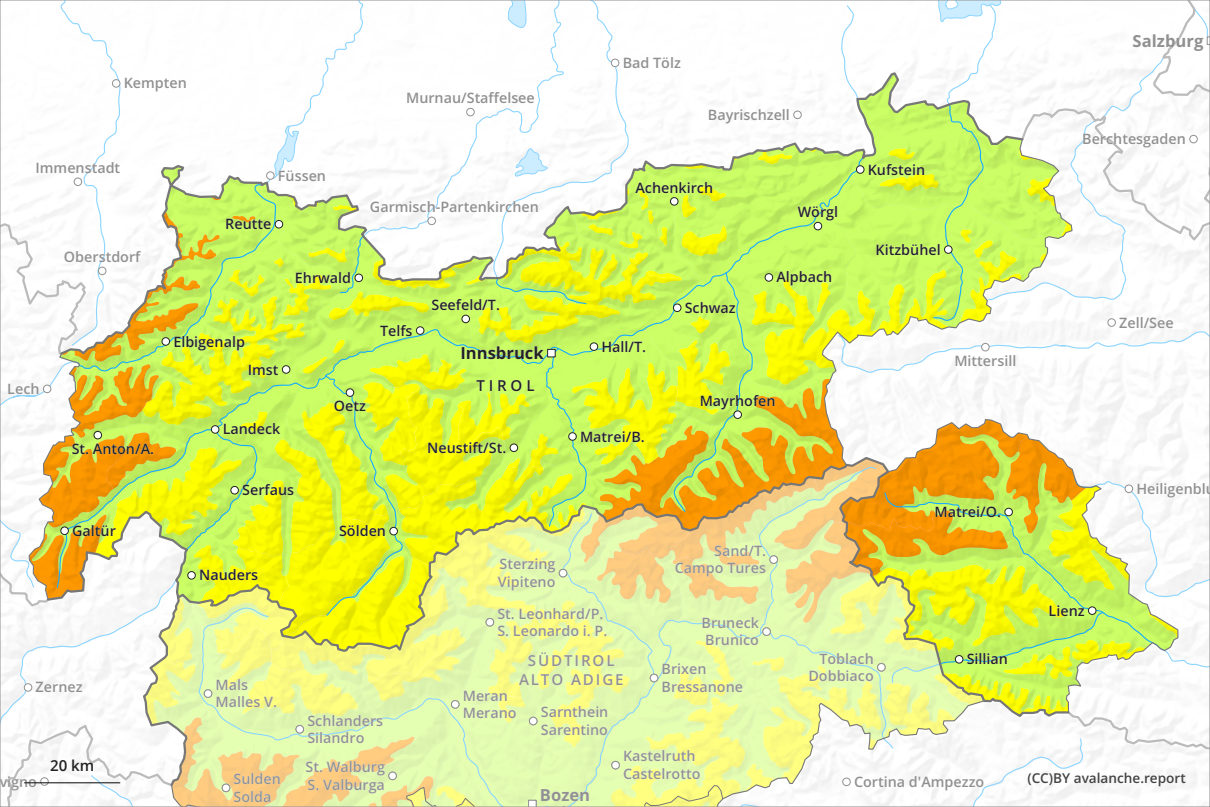 Salzburg
Bad Tölz
Kempten
Murnau/Staffelsee
Bayrischzell
Berchtesgaden
Immenstadt
Kufstein
Füssen
Achenkirch
Garmisch-Partenkirchen
Wörgl
Reutte
Kitzbühel
Oberstdorf
Ehrwald
Alpbach
Seefeld/T.
Schwaz
Zell/See
Telfs
Elbigenalp
Innsbruck
Hall/T.
Mittersill
Imst
TIROL
Lech
Mayrhofen
Oetz
Landeck
Matrei/B.
St. Anton/A.
Neustift/St.
Serfaus
Heiligenblu
Matrei/O.
Galtür
Sölden
Sand/T.
Campo Tures
Sterzing
Vipiteno
Nauders
St. Leonhard/P.
S. Leonardo i. P.
Lienz
Bruneck
Brunico
SÜDTIROL
ALTO ADIGE
Toblach
Dobbiaco
Sillian
Brixen
Bressanone
Zernez
Mals
Malles V.
Meran
Merano
Sarnthein
Sarentino
Schlanders
Silandro
Kastelruth
Castelrotto
20 km
St. Walburg
S. Valburga
Sulden
Solda
vigno
Cortina d'Ampezzo
(CC)BY avalanche.report
Bozen